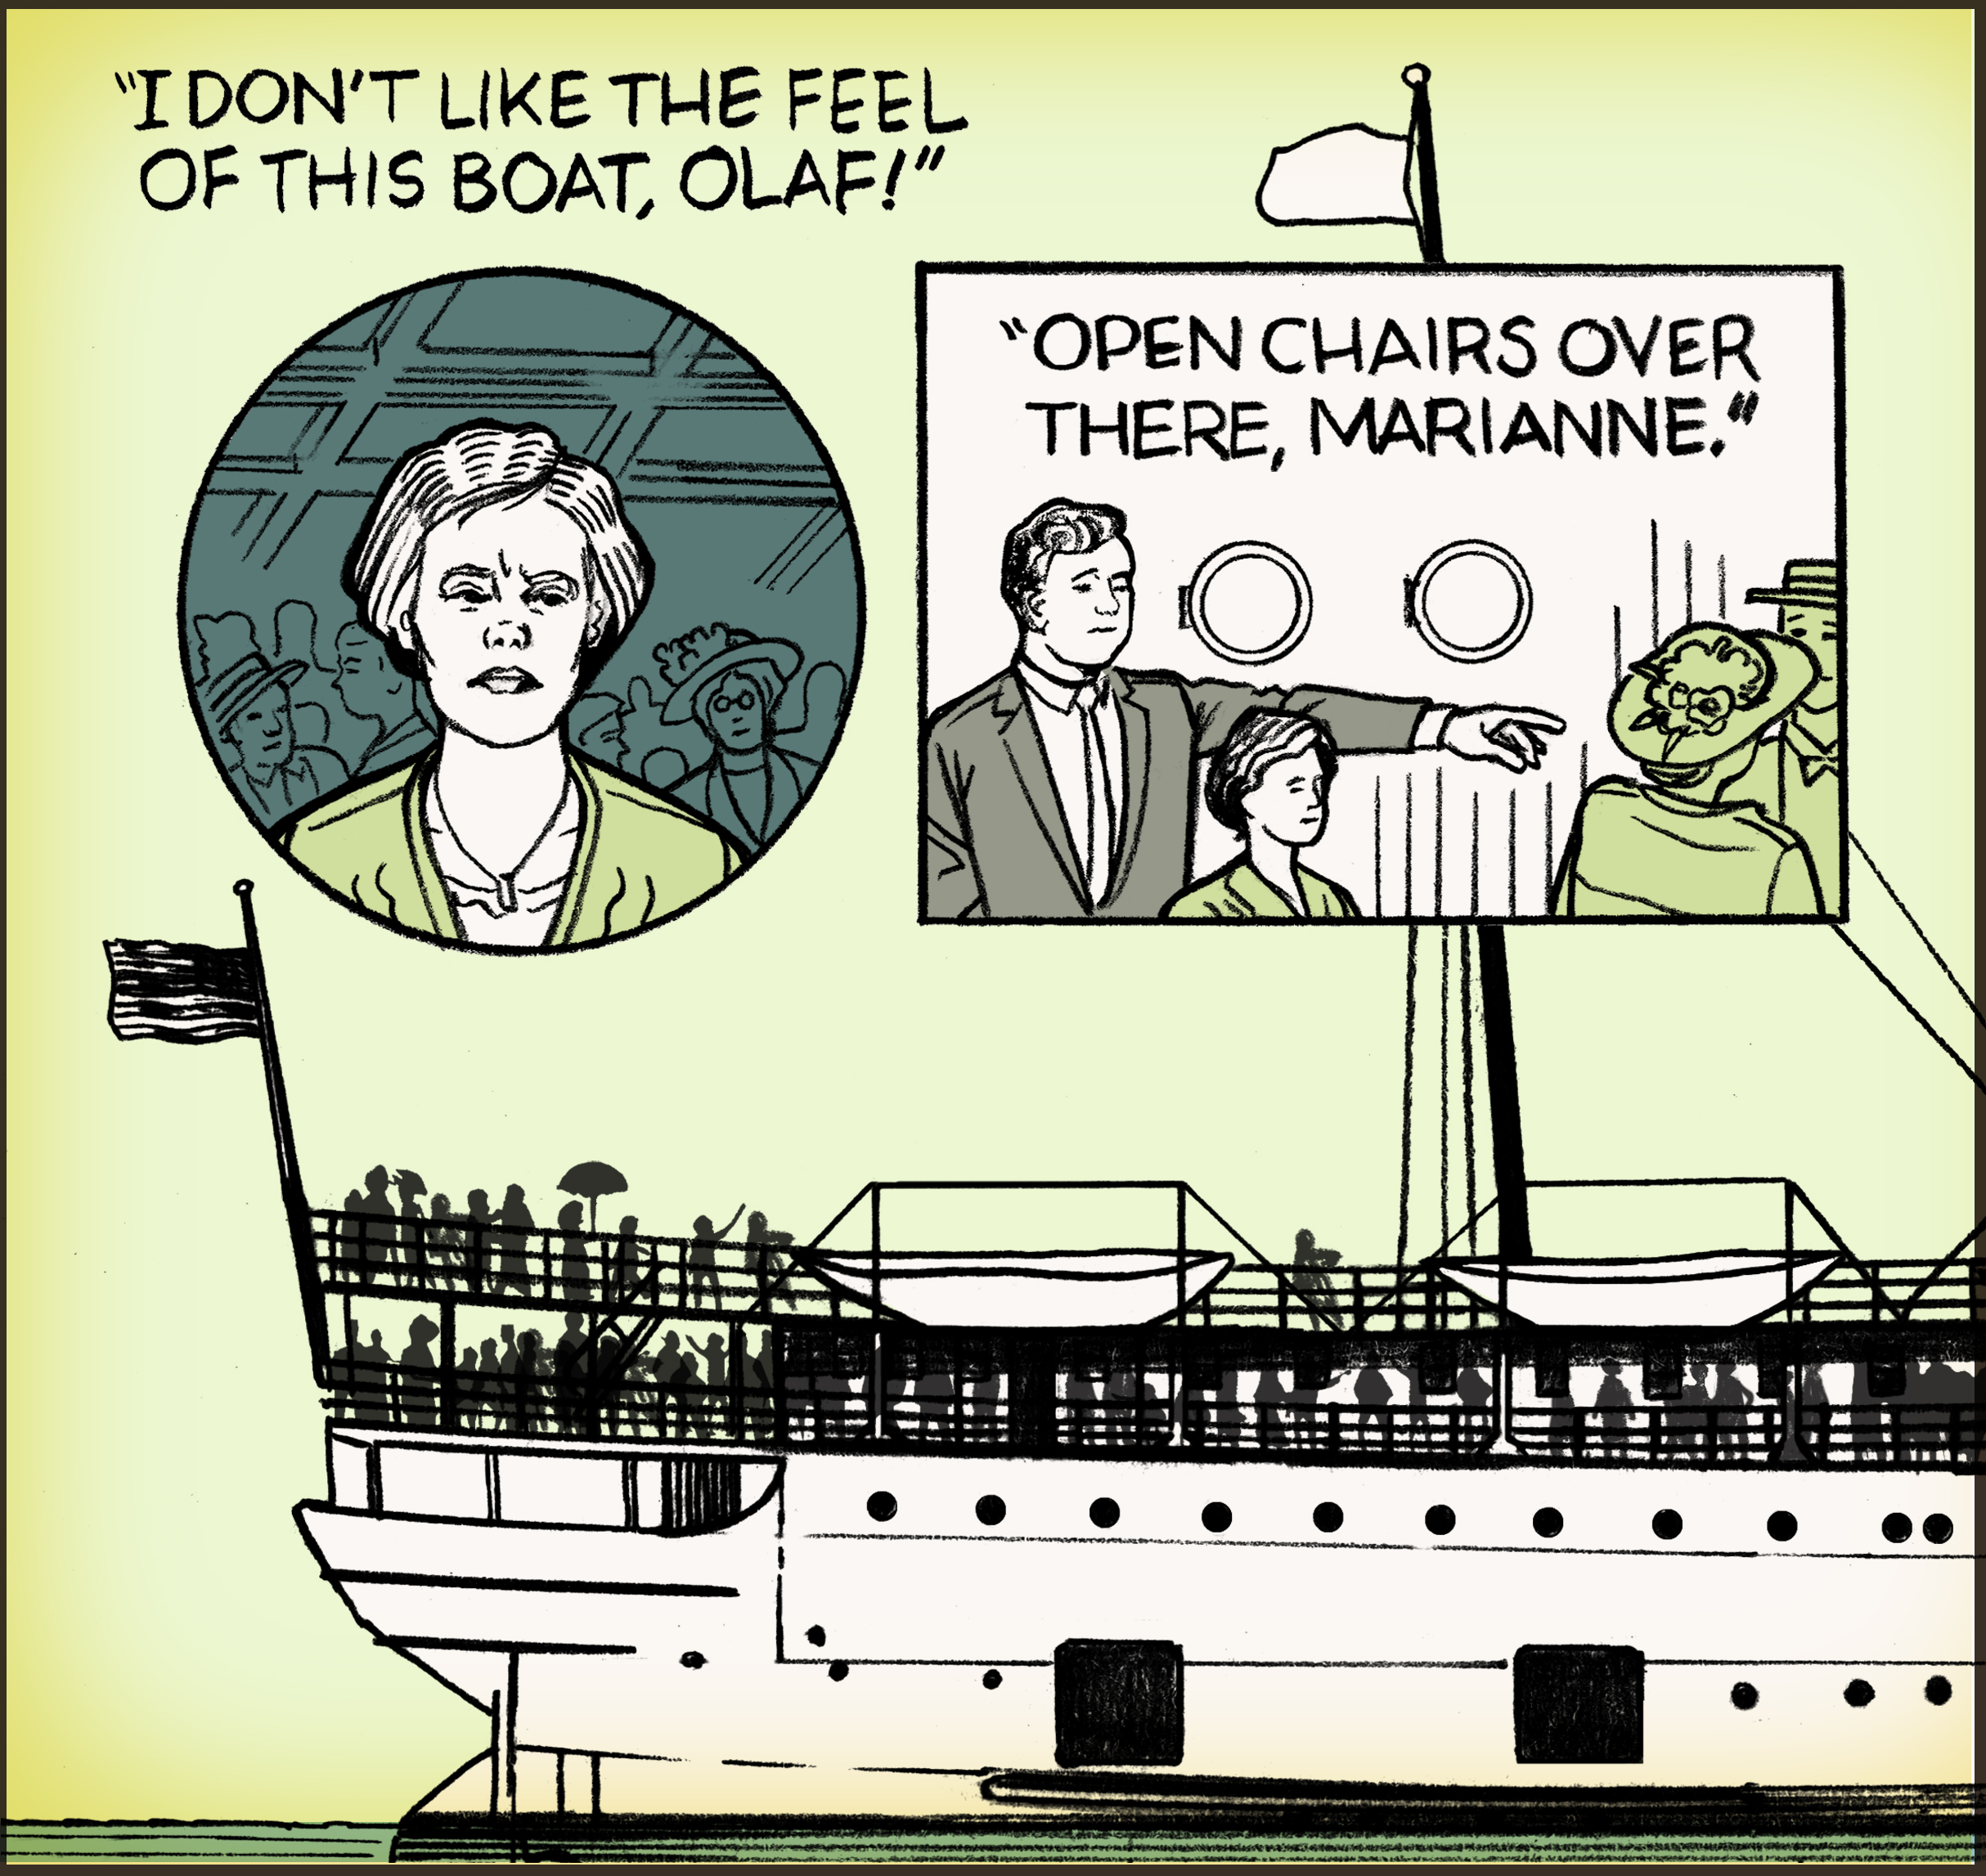 “I DON'T LIKE THE FEEL
OF THIS BOAT, OLAF!”
“OPEN CHAIRS OVER
THERE, MARIANNE.”